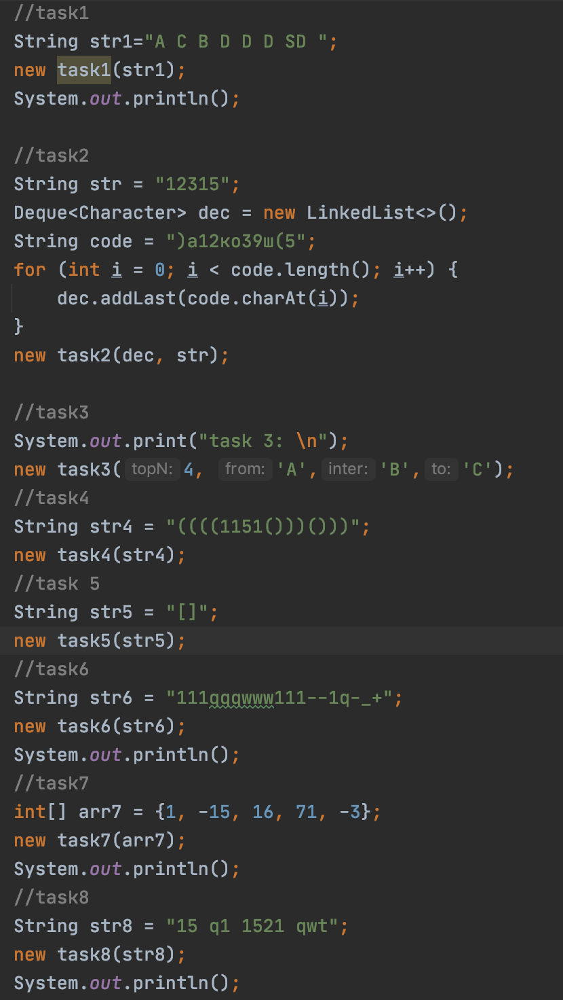 //task1
String str1="A C B D D D SD ";
new task1(str1);
System.out.println();
//task2
String str = "12315";
Deque<Character> dec = new LinkedList<>();
String code = ")а12ко39ш(5";
for (int i = 0; i < code.length(); i++) {
    dec.addLast(code.charAt(i));
}
new task2(dec, str);
//task3
System.out.print("task 3: \n");
new task3( topN: 4, from: 'A', inter: 'B', to: 'C');
//task4
String str4 = "((((1151()))()))";
new task4(str4);
//task 5
String str5 = "[]";
new task5(str5);
//task6
String str6 = "111qqqwww111--1q-_+";
new task6(str6);
System.out.println();
//task7
int[] arr7 = {1, -15, 16, 71, -3};
new task7(arr7);
System.out.println();
//task8
String str8 = "15 q1 1521 qwt";
new task8(str8);
System.out.println();